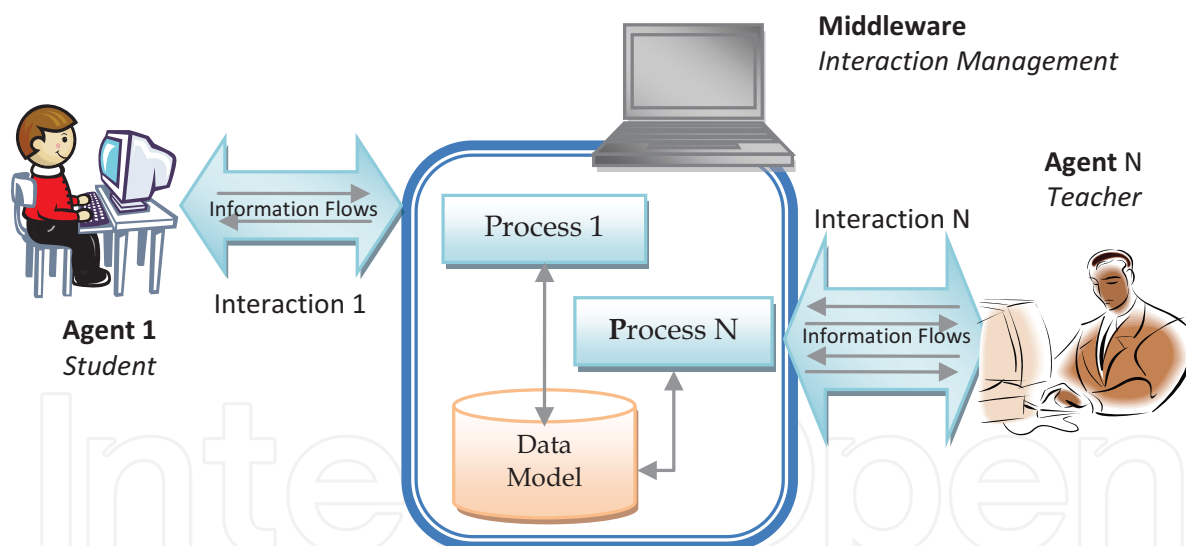 Middleware
Interaction Management
Agent N
Teacher
Information Flows
Process 1
Interaction N
Interaction 1
Process N
Information Flows
Agent 1
Student
Data
Model
InterOpen